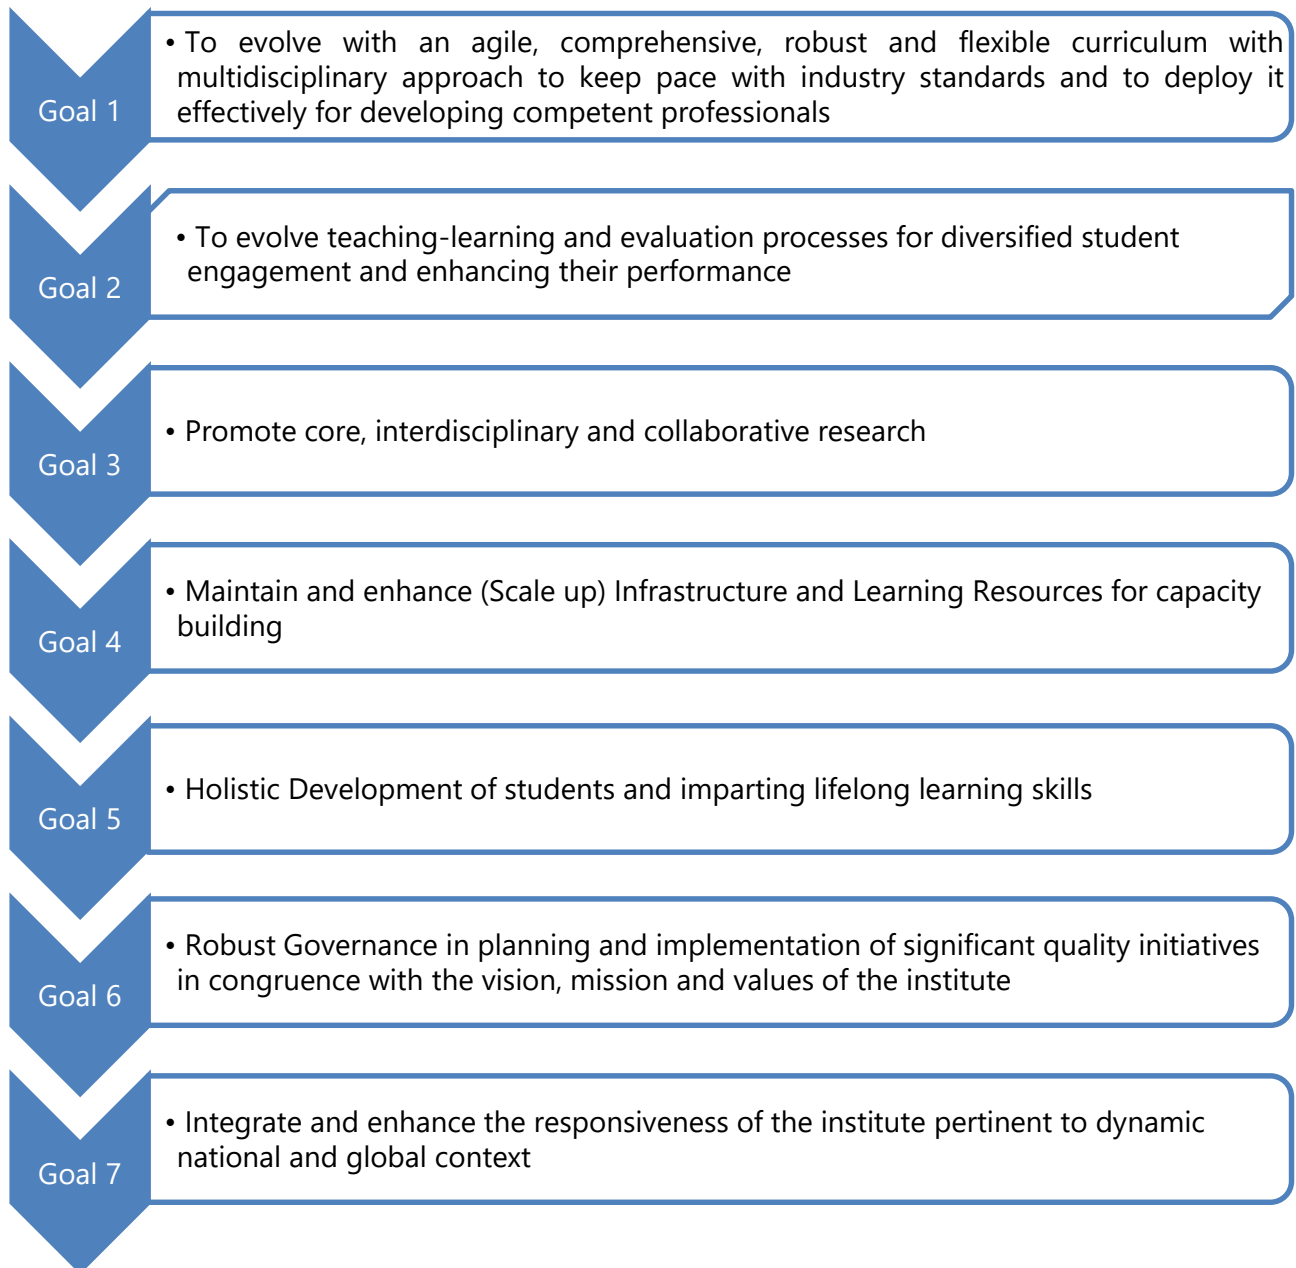 Goal 1
• To evolve with an agile, comprehensive, robust and flexible curriculum with
multidisciplinary approach to keep pace with industry standards and to deploy it
effectively for developing competent professionals
Goal 2
• To evolve teaching-learning and evaluation processes for diversified student
engagement and enhancing their performance
Goal 3
• Promote core, interdisciplinary and collaborative research
Goal 4
• Maintain and enhance (Scale up) Infrastructure and Learning Resources for capacity
building
Goal 5
• Holistic Development of students and imparting lifelong learning skills
Goal 6
• Robust Governance in planning and implementation of significant quality initiatives
in congruence with the vision, mission and values of the institute
Goal 7
• Integrate and enhance the responsiveness of the institute pertinent to dynamic
national and global context